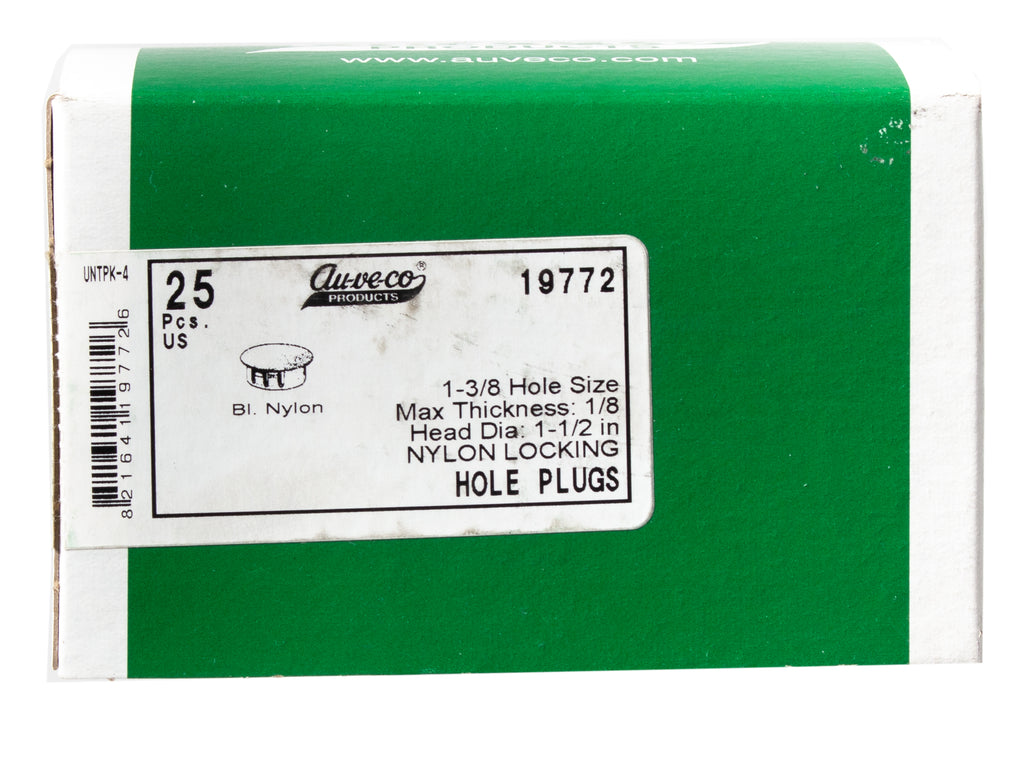 PRODUCTS
www.auveco.com
UNTPK-4
25
Pcs.
US
Au-ve-co®
PRODUCTS
19772
Bl. Nylon
1-3/8 Hole Size
Max Thickness: 1/8
Head Dia: 1-1/2 in
NYLON LOCKING
HOLE PLUGS
8 21641 19772 6